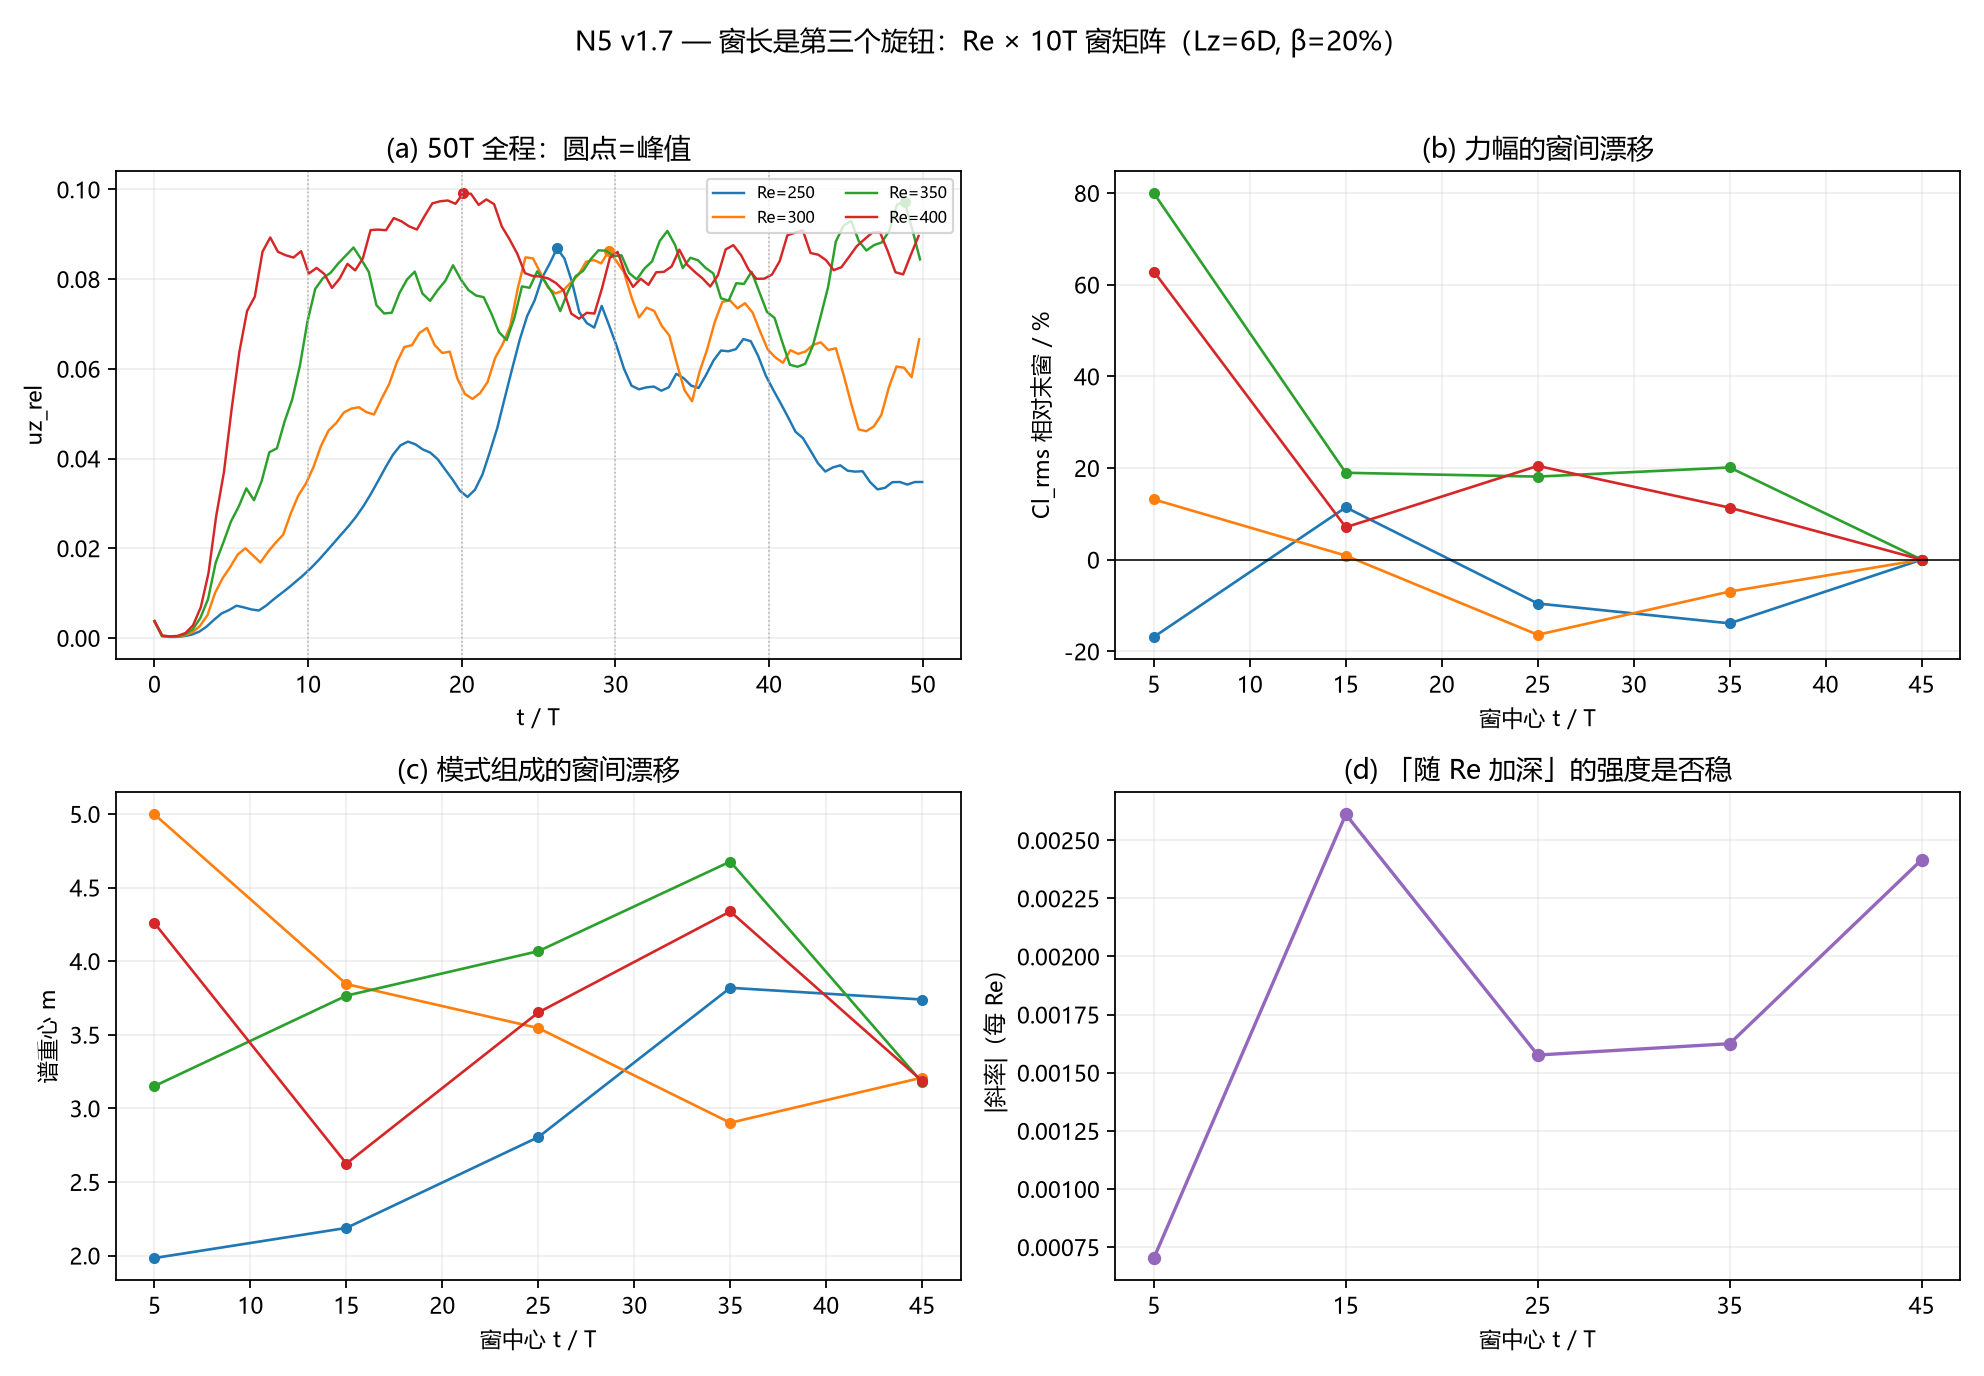 N5 v1.7 — 窗长是第三个旋钮：Re × 10T 窗矩阵（Lz=6D, β=20%）
(a) 50T 全程：圆点=峰值
Re=250
Re=300
Re=350
Re=400
0.10
0.08
0.06
0.04
0.02
0.00
uz_rel
0 10 20 30 40 50
t / T
(b) 力幅的窗间漂移
80
60
40
20
0
-20
Cl_rms 相对末窗 / %
5 10 15 20 25 30 35 40 45
窗中心 t / T
(c) 模式组成的窗间漂移
5.0
4.5
4.0
3.5
3.0
2.5
2.0
谱重心 m
5 10 15 20 25 30 35 40 45
窗中心 t / T
(d) 「随 Re 加深」的强度是否稳
0.00250
0.00225
0.00200
0.00175
0.00150
0.00125
0.00100
0.00075
|斜率|（每 Re）
5 15 25 35 45
窗中心 t / T